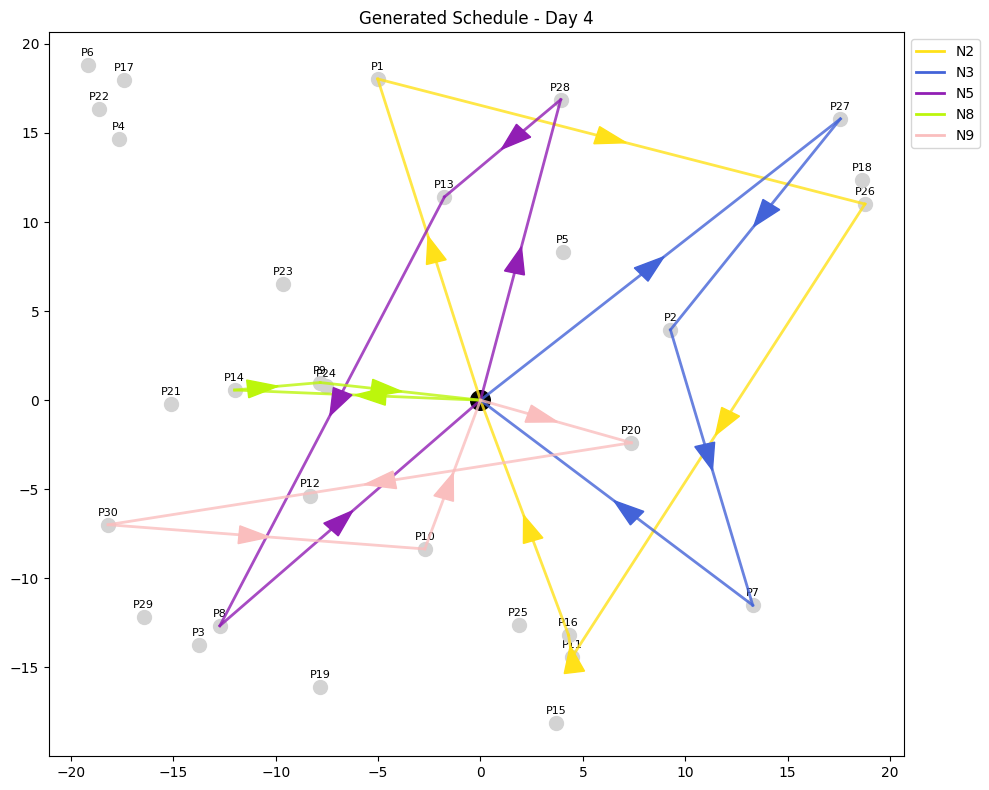 Generated Schedule - Day 4
20
15
10
5
0
−5
−10
−15
−20
−15
−10
−5
0
5
10
15
20
P6
P17
P22
P4
P1
P28
P27
P18
P26
P13
P5
P23
P2
P9
P24
P14
P21
P20
P12
P30
P10
P7
P29
P8
P3
P25
P16
P11
P19
P15
N2
N3
N5
N8
N9